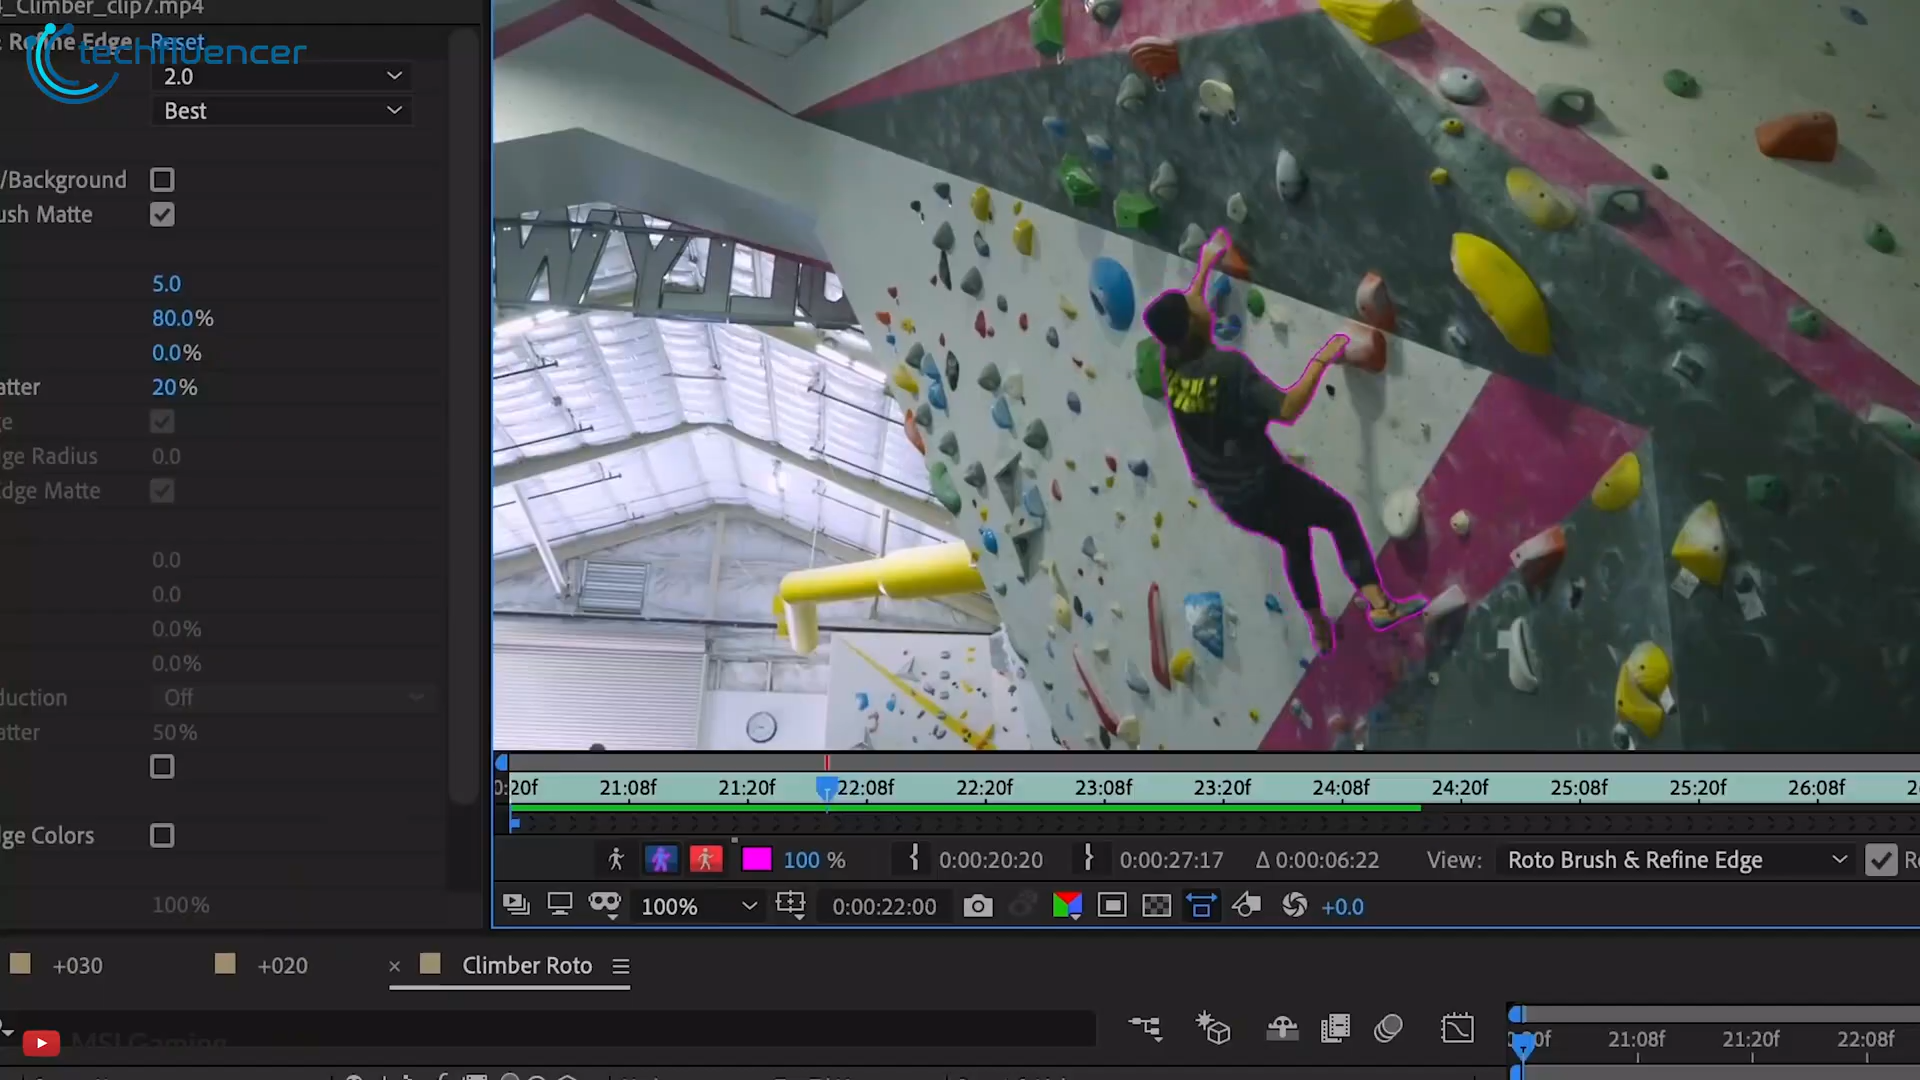 _Climber_clip7.mp4
Refine Edge Reset
techfluencer
2.0
Best
/Background
ush Matte
5.0
80.0%
0.0%
atter 20%
e
ge Radius 0.0
Edge Matte
0.0
0.0
0.0%
0.0%
duction Off
atter 50%
ge Colors
100%
0:20f 21:08f 21:20f 22:08f 22:20f 23:08f 23:20f 24:08f 24:20f 25:08f 25:20f 26:08f
100 % 0:00:20:20 0:00:27:17 Δ 0:00:06:22 View: Roto Brush & Refine Edge
100% 0:00:22:00 +0.0
+030 +020 × Climber Roto
21:08f 21:20f 22:08f
MSI Gaming